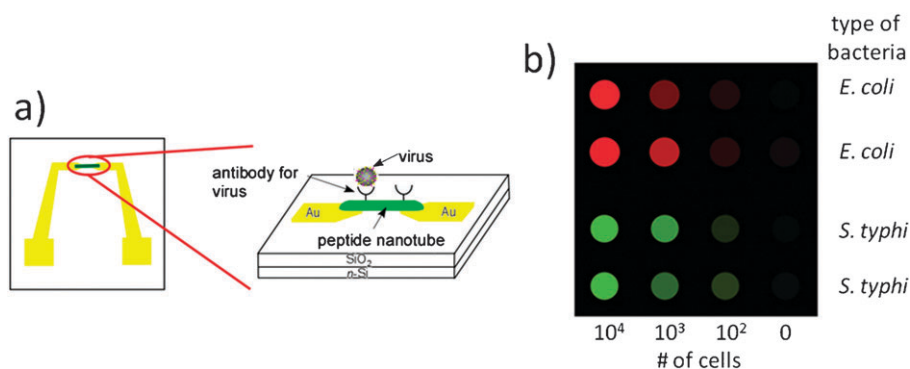 a)
antibody for
virus
virus
Au
Au
peptide nanotube
SiO₂
n-Si
b)
type of
bacteria
E. coli
E. coli
S. typhi
S. typhi
10⁴ 10³ 10² 0
# of cells